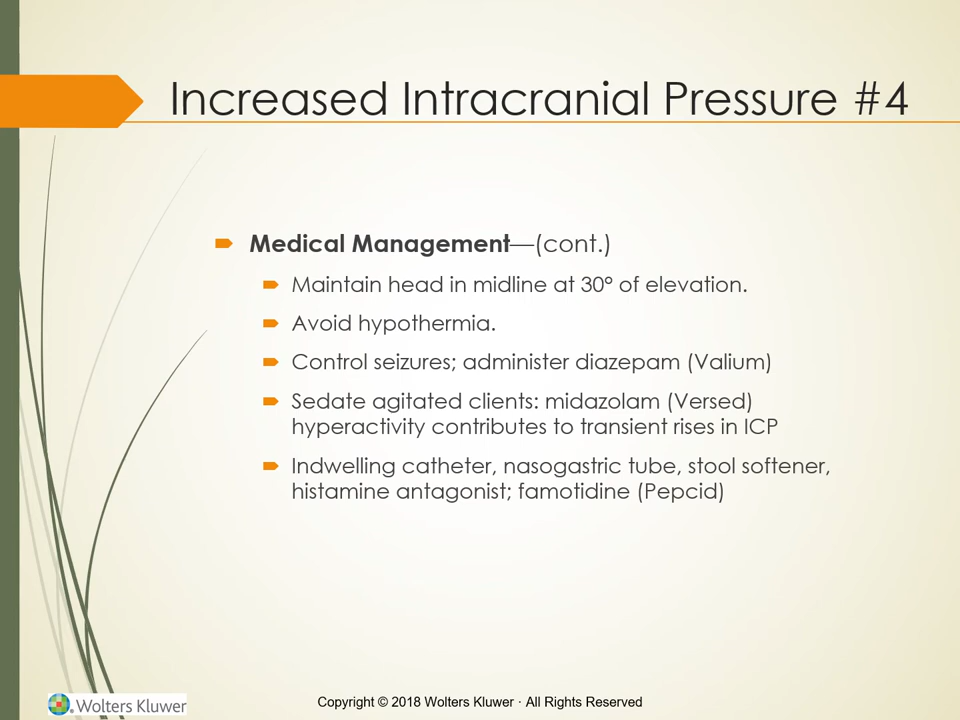 Increased Intracranial Pressure #4
Medical Management—(cont.)
Maintain head in midline at 30° of elevation.
Avoid hypothermia.
Control seizures; administer diazepam (Valium)
Sedate agitated clients: midazolam (Versed)
hyperactivity contributes to transient rises in ICP
Indwelling catheter, nasogastric tube, stool softener,
histamine antagonist; famotidine (Pepcid)
Wolters Kluwer
Copyright © 2018 Wolters Kluwer · All Rights Reserved